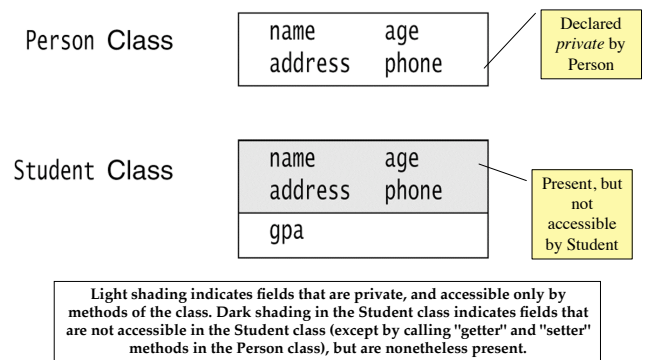 Person Class
name age
address phone
Declared
private by
Person
Student Class
name age
address phone
gpa
Present, but
not
accessible
by Student
Light shading indicates fields that are private, and accessible only by
methods of the class. Dark shading in the Student class indicates fields that
are not accessible in the Student class (except by calling "getter" and "setter"
methods in the Person class), but are nonetheless present.